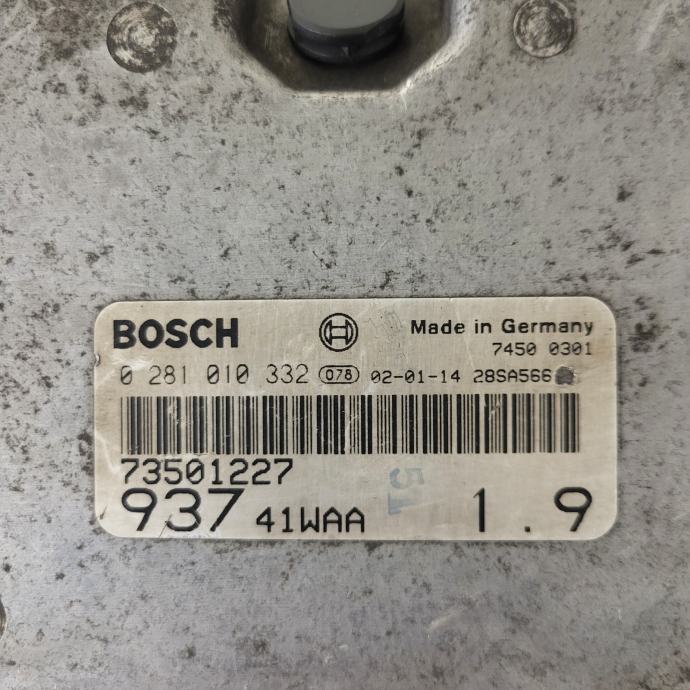 BOSCH Made in Germany
7450 0301
0 281 010 332 078 02-01-14 28SA566
73501227
51
937 41WAA 1.9